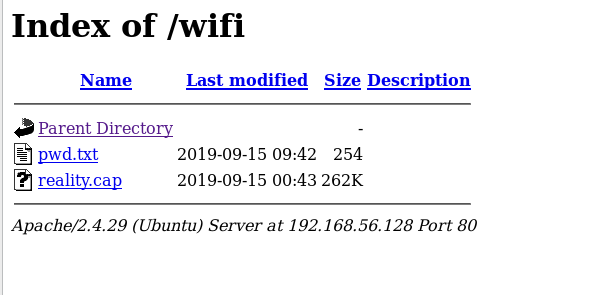 Index of /wifi
Name Last modified Size Description
Parent Directory -
pwd.txt 2019-09-15 09:42 254
reality.cap 2019-09-15 00:43 262K
Apache/2.4.29 (Ubuntu) Server at 192.168.56.128 Port 80